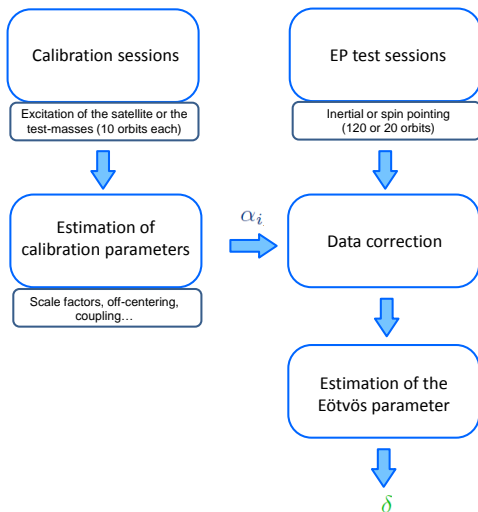 Calibration sessions
Excitation of the satellite or the
test-masses (10 orbits each)
EP test sessions
Inertial or spin pointing
(120 or 20 orbits)
Estimation of
calibration parameters
Scale factors, off-centering,
coupling…
αᵢ
Data correction
Estimation of the
Eötvös parameter
δ